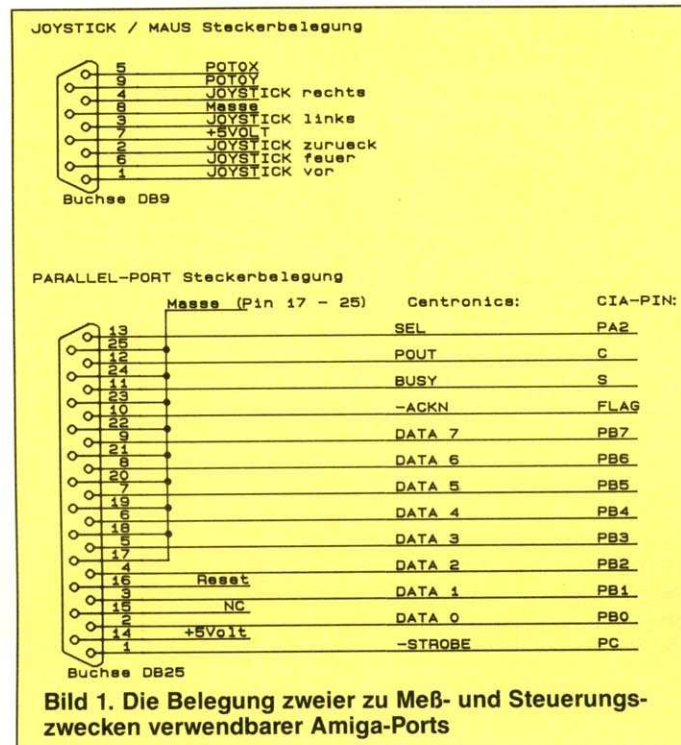 JOYSTICK / MAUS Steckerbelegung
5 POTOX
9 POTOY
4 JOYSTICK rechts
8 Masse
3 JOYSTICK links
7 +5VOLT
2 JOYSTICK zurueck
6 JOYSTICK feuer
1 JOYSTICK vor
Buchse DB9
PARALLEL-PORT Steckerbelegung
Masse (Pin 17 - 25) Centronics: CIA-PIN:
13 SEL PA2
25
12 POUT C
24
11 BUSY S
23
10 -ACKN FLAG
22
9 DATA 7 PB7
21
8 DATA 6 PB6
20
7 DATA 5 PB5
19
6 DATA 4 PB4
18
5 DATA 3 PB3
17
4 DATA 2 PB2
16 Reset
3 DATA 1 PB1
15 NC
2 DATA 0 PB0
14 +5Volt
1 -STROBE PC
Buchse DB25
Bild 1. Die Belegung zweier zu Meß- und Steuerungs-
zwecken verwendbarer Amiga-Ports